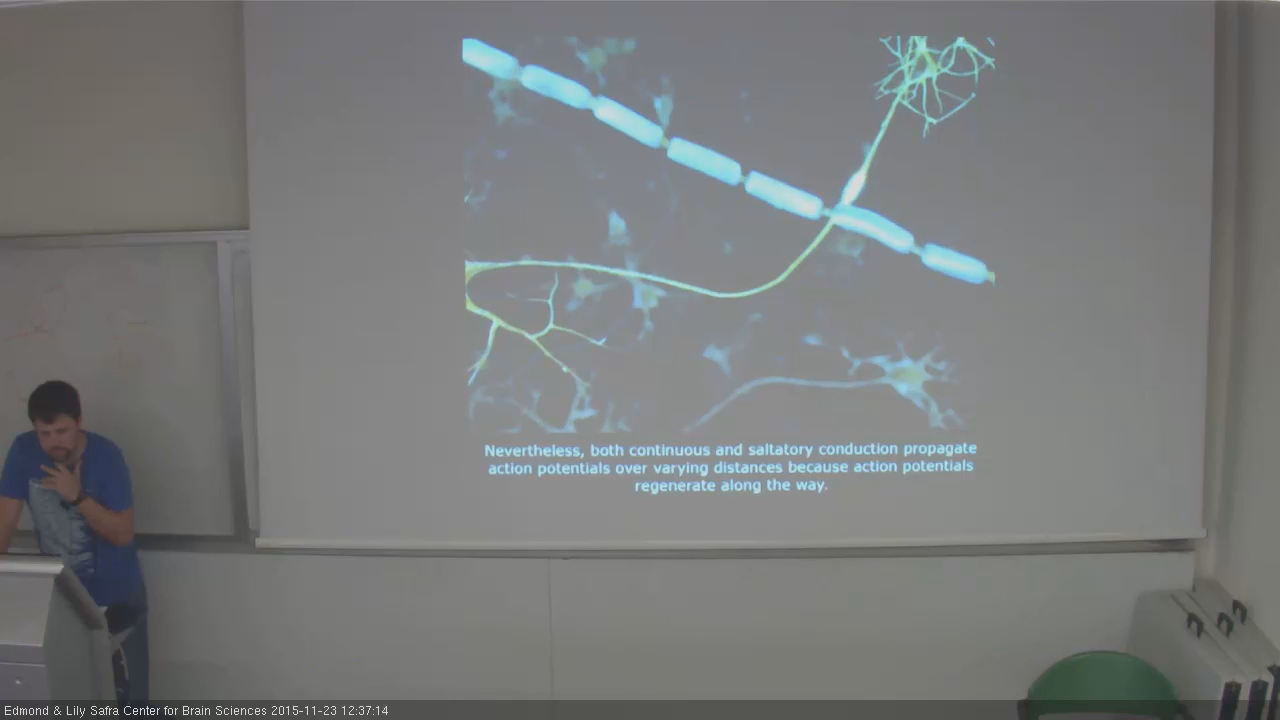 Nevertheless, both continuous and saltatory conduction propagate
action potentials over varying distances because action potentials
regenerate along the way.
Edmond & Lily Safra Center for Brain Sciences 2015-11-23 12:37:14